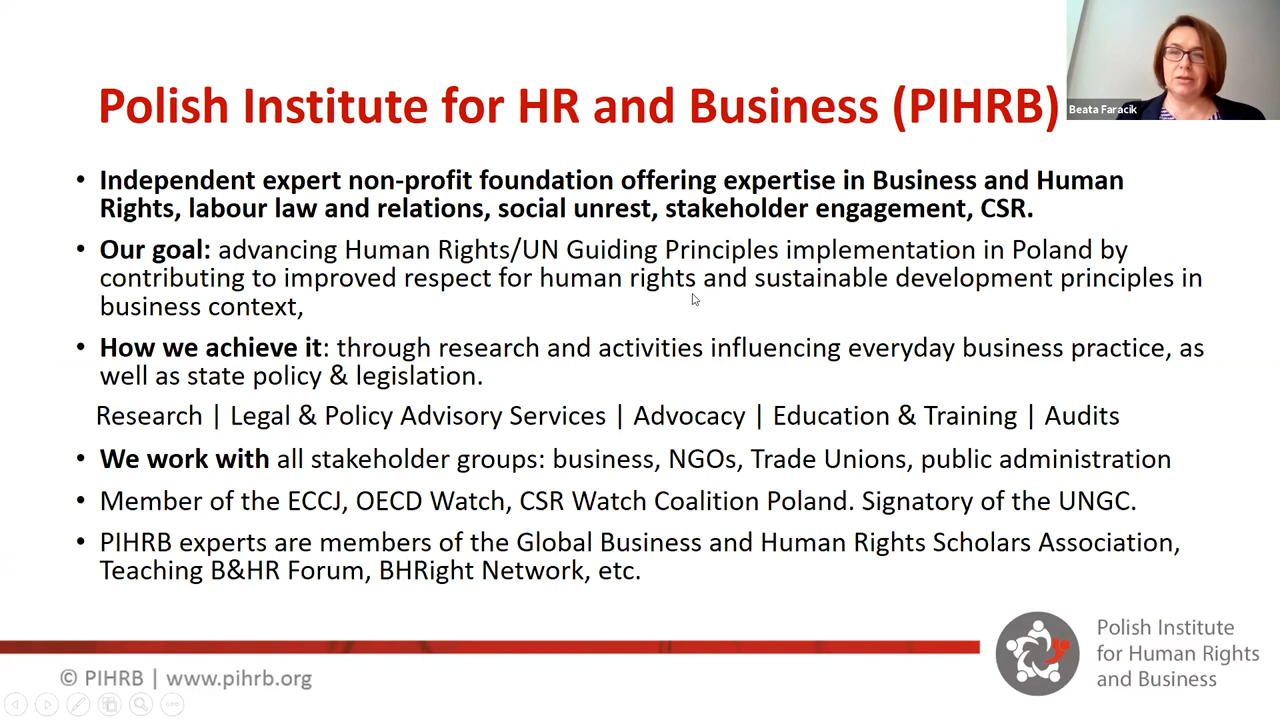 Polish Institute for HR and Business (PIHRB)
Beata Faracik
• Independent expert non-profit foundation offering expertise in Business and Human
Rights, labour law and relations, social unrest, stakeholder engagement, CSR.
• Our goal: advancing Human Rights/UN Guiding Principles implementation in Poland by
contributing to improved respect for human rights and sustainable development principles in
business context,
• How we achieve it: through research and activities influencing everyday business practice, as
well as state policy & legislation.
Research | Legal & Policy Advisory Services | Advocacy | Education & Training | Audits
• We work with all stakeholder groups: business, NGOs, Trade Unions, public administration
• Member of the ECCJ, OECD Watch, CSR Watch Coalition Poland. Signatory of the UNGC.
• PIHRB experts are members of the Global Business and Human Rights Scholars Association,
Teaching B&HR Forum, BHRight Network, etc.
© PIHRB | www.pihrb.org
Polish Institute
for Human Rights
and Business